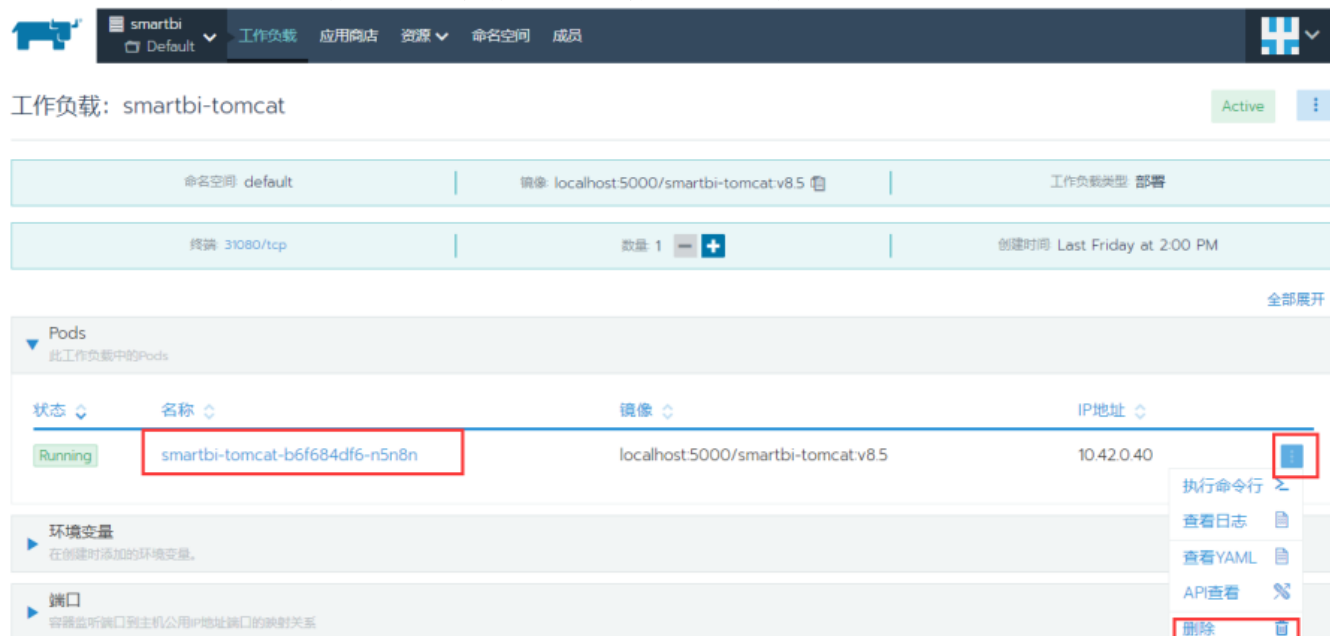 smartbi
Default
工作负载 应用商店 资源 命名空间 成员
工作负载：smartbi-tomcat
Active
命名空间: default 镜像: localhost:5000/smartbi-tomcat:v8.5 工作负载类型: 部署
终端: 31080/tcp 数量: 1 创建时间: Last Friday at 2:00 PM
全部展开
Pods
此工作负载中的Pods
状态 名称 镜像 IP地址
Running smartbi-tomcat-b6f684df6-n5n8n localhost:5000/smartbi-tomcat:v8.5 10.42.0.40
执行命令行
查看日志
环境变量
在创建时添加的环境变量。
查看YAML
API查看
端口
容器监听端口到主机公用IP地址端口的映射关系
删除